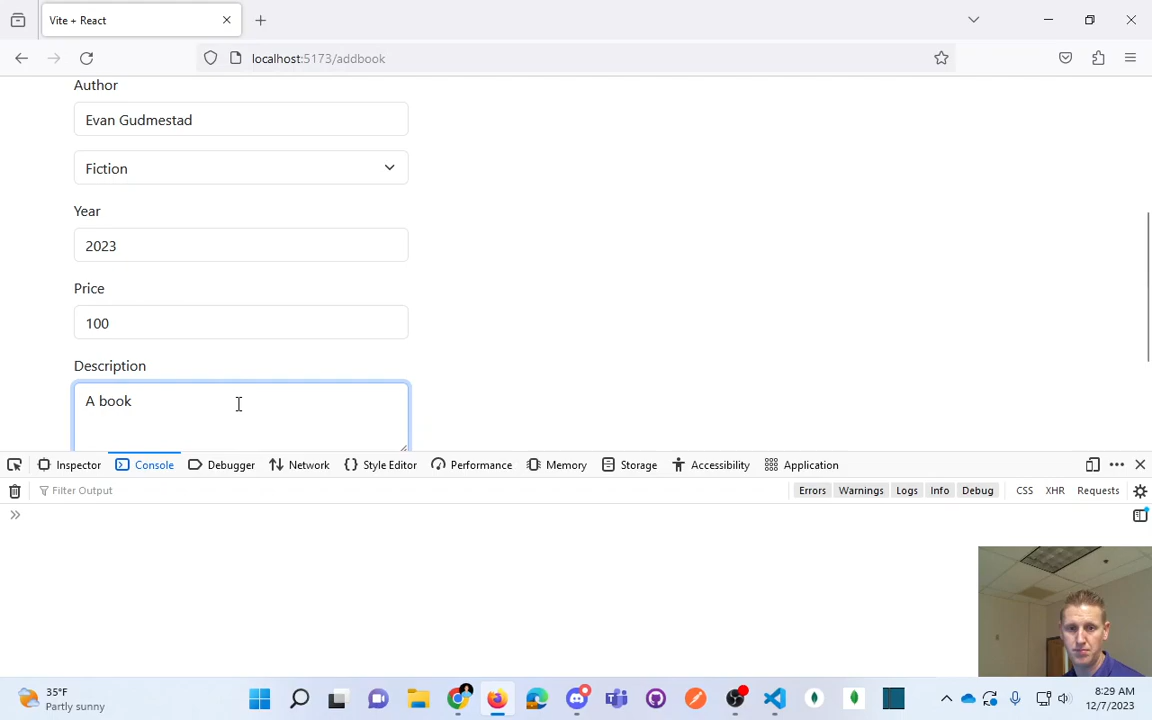 Vite + React
localhost:5173/addbook
Author
Evan Gudmestad
Fiction
Year
2023
Price
100
Description
A book
Inspector Console Debugger Network Style Editor Performance Memory Storage Accessibility Application
Filter Output Errors Warnings Logs Info Debug CSS XHR Requests
35°F
Partly sunny
8:29 AM
12/7/2023